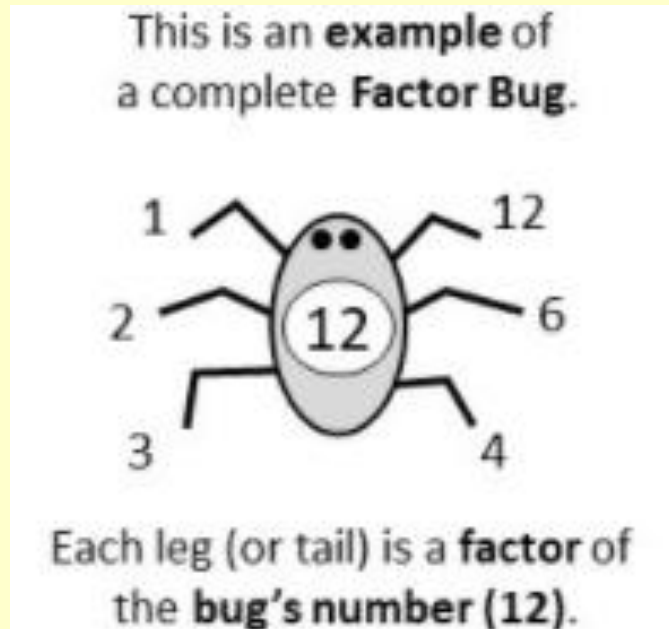 This is an example of
a complete Factor Bug.
1 12
2 12 6
3 4
Each leg (or tail) is a factor of
the bug's number (12).